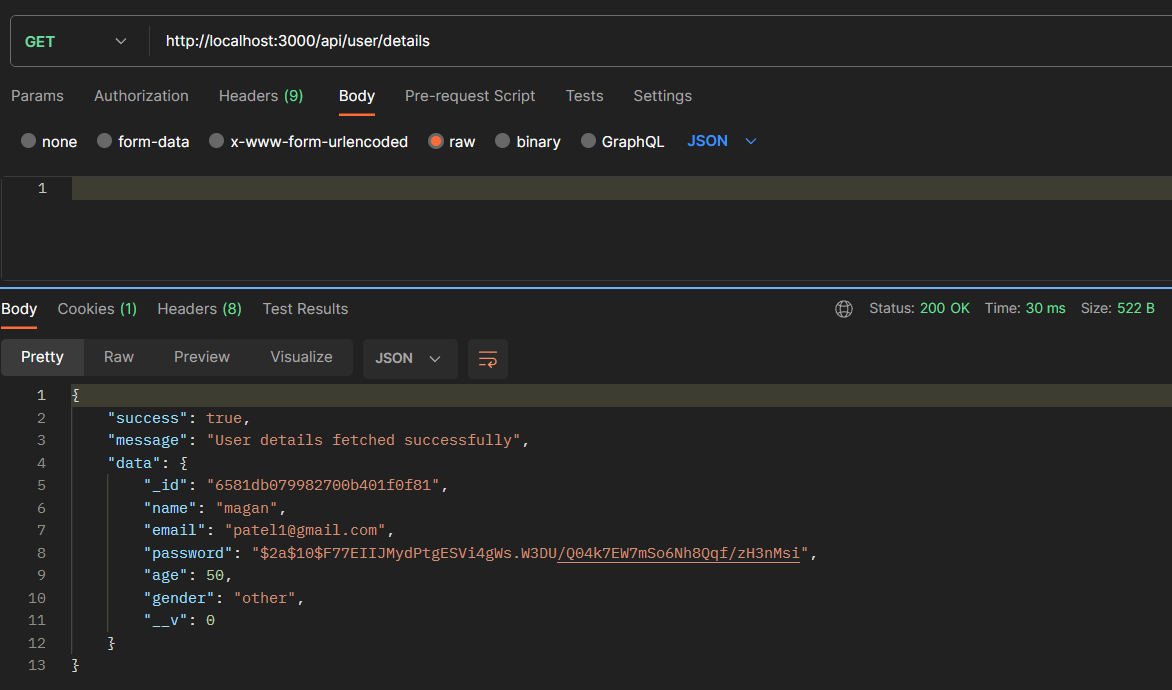 GET http://localhost:3000/api/user/details
Params Authorization Headers (9) Body Pre-request Script Tests Settings
none form-data x-www-form-urlencoded raw binary GraphQL JSON
1
Body Cookies (1) Headers (8) Test Results Status: 200 OK Time: 30 ms Size: 522 B
Pretty Raw Preview Visualize JSON
1 {
2 "success": true,
3 "message": "User details fetched successfully",
4 "data": {
5 "_id": "6581db079982700b401f0f81",
6 "name": "magan",
7 "email": "patel1@gmail.com",
8 "password": "$2a$10$F77EIIJMydPtgESVi4gWs.W3DU/Q04k7EW7mSo6Nh8Qqf/zH3nMsi",
9 "age": 50,
10 "gender": "other",
11 "__v": 0
12 }
13 }